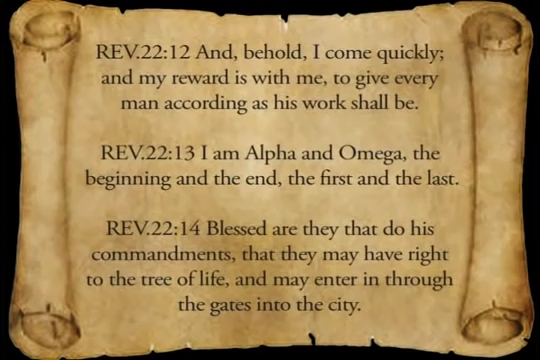 REV.22:12 And, behold, I come quickly;
and my reward is with me, to give every
man according as his work shall be.
REV.22:13 I am Alpha and Omega, the
beginning and the end, the first and the last.
REV.22:14 Blessed are they that do his
commandments, that they may have right
to the tree of life, and may enter in through
the gates into the city.